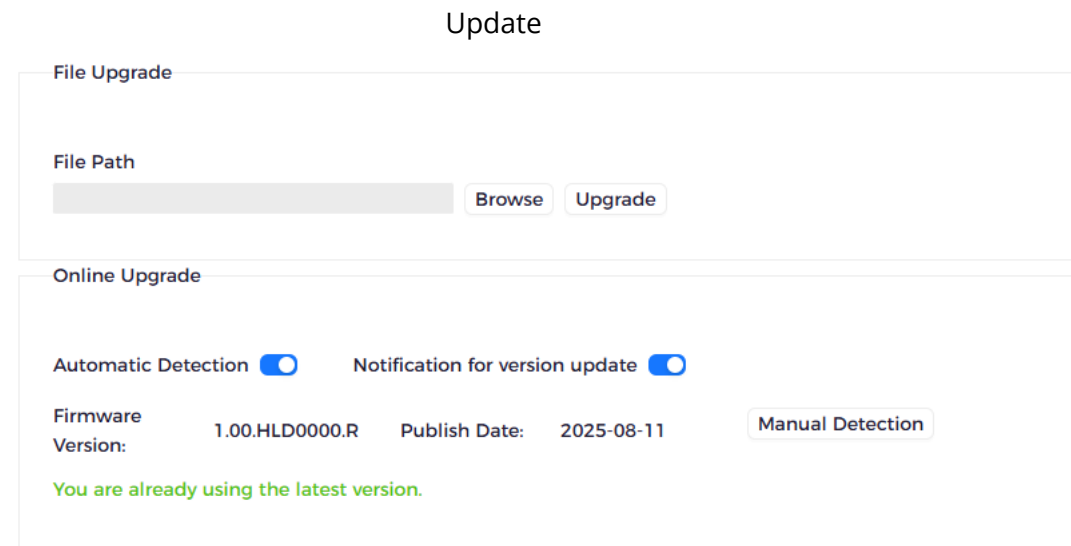 Update
File Upgrade
File Path
Browse Upgrade
Online Upgrade
Automatic Detection Notification for version update
Firmware
Version: 1.00.HLD0000.R Publish Date: 2025-08-11 Manual Detection
You are already using the latest version.